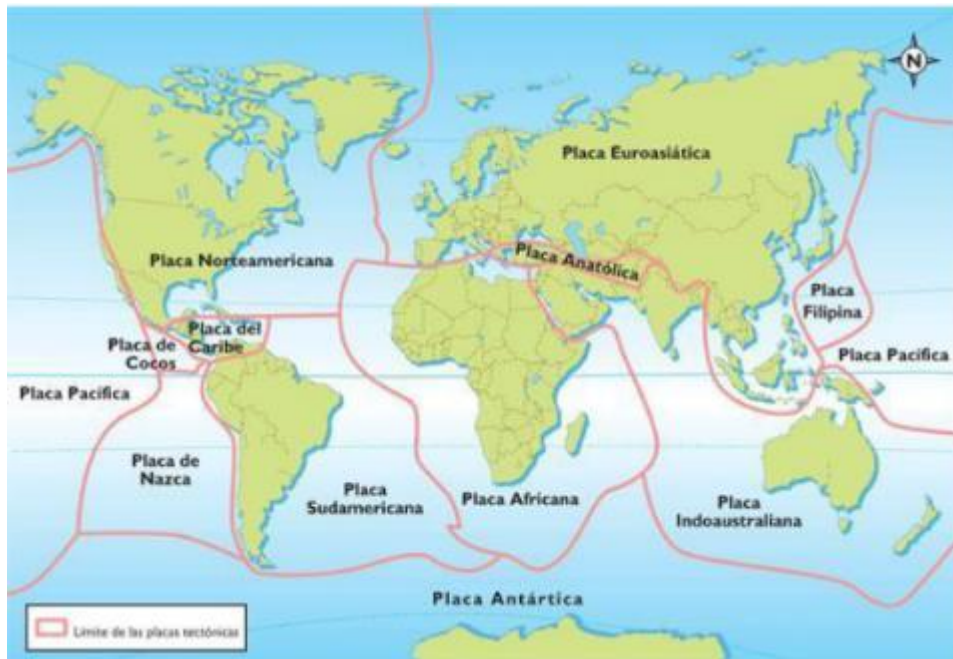 N
Placa Euroasiática
Placa Norteamericana
Placa Anatólica
Placa
Filipina
Placa del
Caribe
Placa de
Cocos
Placa Pacífica
Placa Pacífica
Placa de
Nazca
Placa
Sudamericana
Placa Africana
Placa
Indoaustraliana
Placa Antártica
Límite de las placas tectónicas